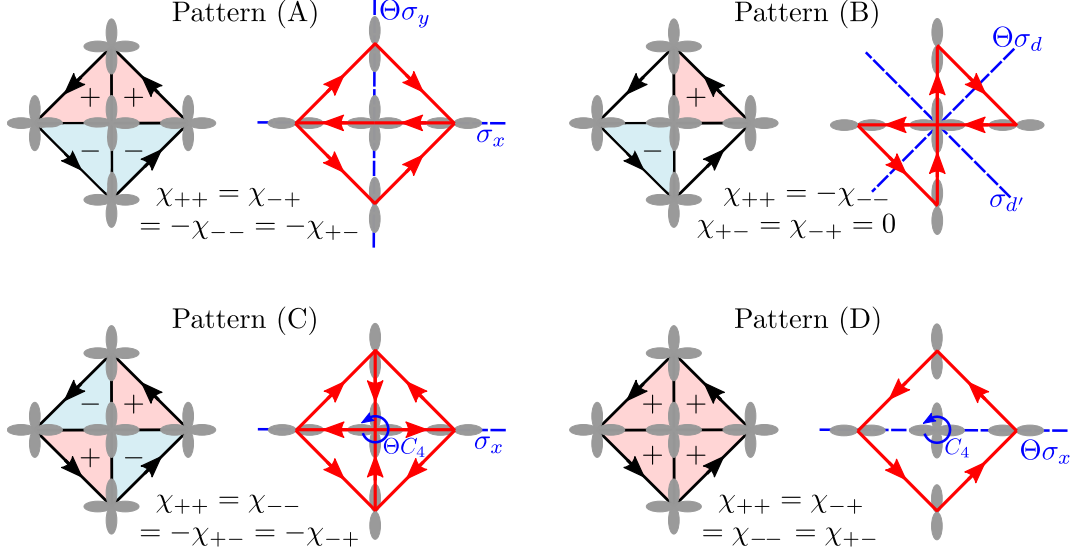 Pattern (A)
Θσ_y
+ +
− −
σ_x
χ_{++} = χ_{−+}
= −χ_{−−} = −χ_{+−}
Pattern (B)
Θσ_d
+
−
σ_{d'}
χ_{++} = −χ_{−−}
χ_{+−} = χ_{−+} = 0
Pattern (C)
− +
+ −
ΘC_4
σ_x
χ_{++} = χ_{−−}
= −χ_{+−} = −χ_{−+}
Pattern (D)
+ +
+ +
C_4
Θσ_x
χ_{++} = χ_{−+}
= χ_{−−} = χ_{+−}